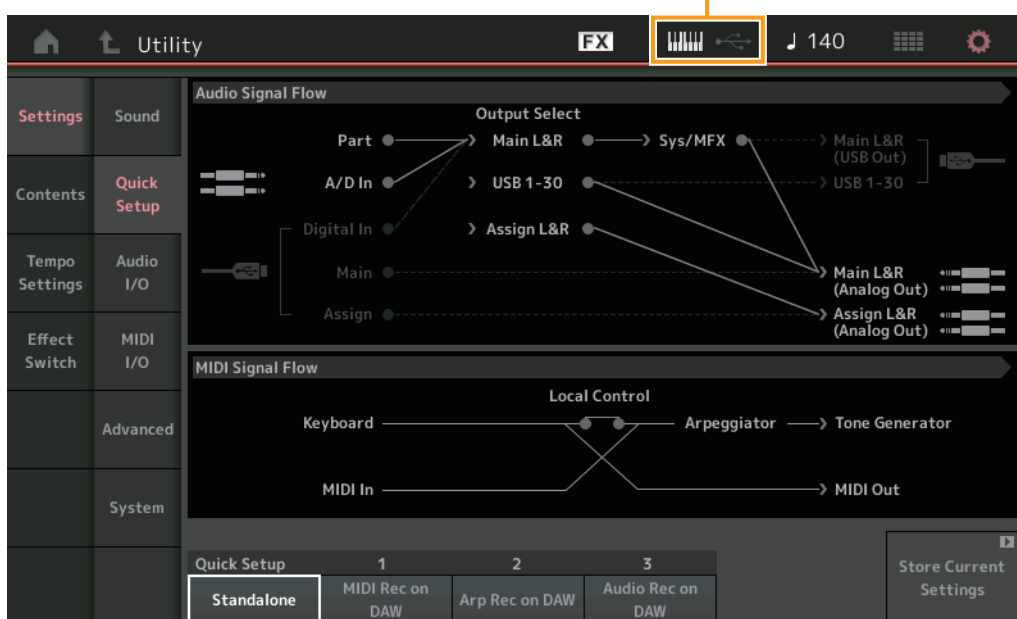 Utility
FX
♩ 140
Settings
Sound
Contents
Quick
Setup
Tempo
Settings
Audio
I/O
Effect
Switch
MIDI
I/O
Advanced
System
Audio Signal Flow
Output Select
Part
Main L&R
Sys/MFX
Main L&R
(USB Out)
A/D In
USB 1-30
USB 1-30
Digital In
Assign L&R
Main
Main L&R
(Analog Out)
Assign
Assign L&R
(Analog Out)
MIDI Signal Flow
Local Control
Keyboard
Arpeggiator
Tone Generator
MIDI In
MIDI Out
Quick Setup
1
2
3
Standalone
MIDI Rec on
DAW
Arp Rec on DAW
Audio Rec on
DAW
Store Current
Settings